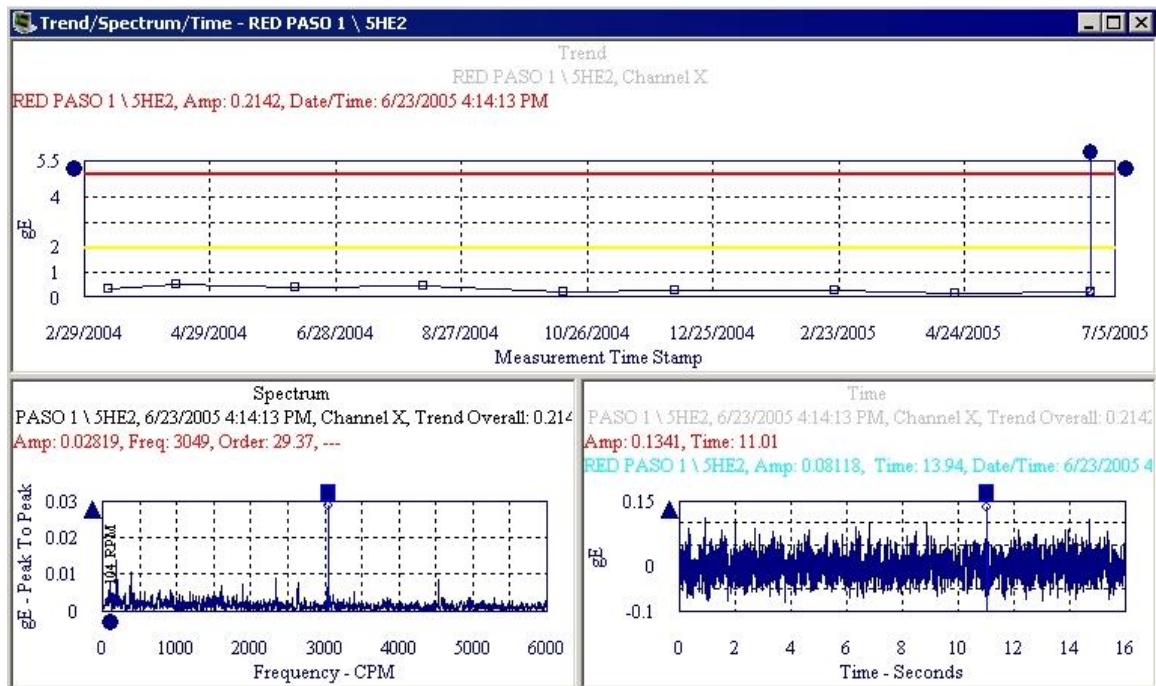 Trend/Spectrum/Time - RED PASO 1 \ 5HE2
Trend
RED PASO 1 \ 5HE2, Channel X
RED PASO 1 \ 5HE2, Amp: 0.2142, Date/Time: 6/23/2005 4:14:13 PM
5.5
4
2
1
0
gE
2/29/2004 4/29/2004 6/28/2004 8/27/2004 10/26/2004 12/25/2004 2/23/2005 4/24/2005 7/5/2005
Measurement Time Stamp
Spectrum
PASO 1 \ 5HE2, 6/23/2005 4:14:13 PM, Channel X, Trend Overall: 0.214
Amp: 0.02819, Freq: 3049, Order: 29.37, ---
0.03
0.02
0.01
0
gE - Peak To Peak
104 RPM
0 1000 2000 3000 4000 5000 6000
Frequency - CPM
Time
PASO 1 \ 5HE2, 6/23/2005 4:14:13 PM, Channel X, Trend Overall: 0.2142
Amp: 0.1341, Time: 11.01
RED PASO 1 \ 5HE2, Amp: 0.08118, Time: 13.94, Date/Time: 6/23/2005 4
0.15
0
-0.1
gE
0 2 4 6 8 10 12 14 16
Time - Seconds